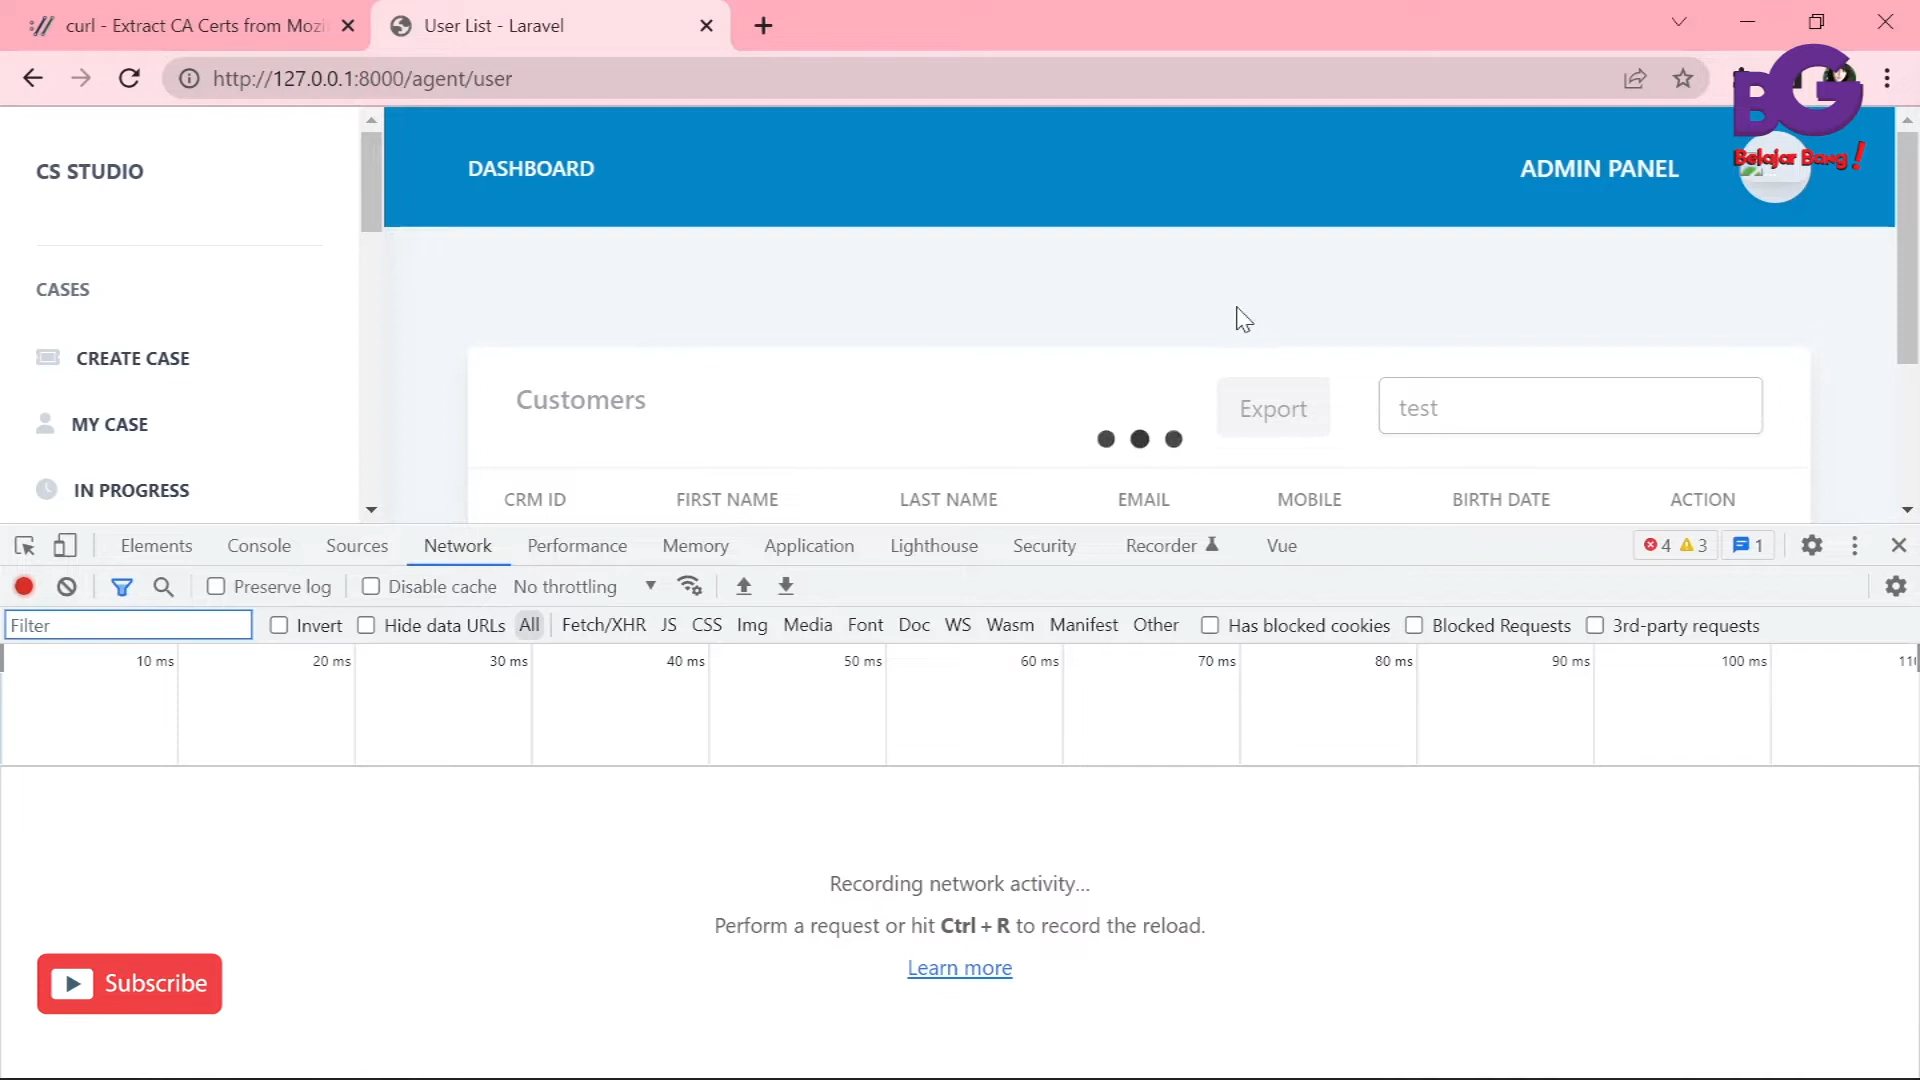 curl - Extract CA Certs from Mozi
User List - Laravel
http://127.0.0.1:8000/agent/user
BG
Belajar Bang!
CS STUDIO
DASHBOARD
ADMIN PANEL
CASES
CREATE CASE
MY CASE
IN PROGRESS
Customers
Export
test
CRM ID FIRST NAME LAST NAME EMAIL MOBILE BIRTH DATE ACTION
Elements Console Sources Network Performance Memory Application Lighthouse Security Recorder Vue 4 3 1
Preserve log Disable cache No throttling
Filter Invert Hide data URLs All Fetch/XHR JS CSS Img Media Font Doc WS Wasm Manifest Other Has blocked cookies Blocked Requests 3rd-party requests
10 ms 20 ms 30 ms 40 ms 50 ms 60 ms 70 ms 80 ms 90 ms 100 ms
Recording network activity...
Perform a request or hit Ctrl + R to record the reload.
Learn more
Subscribe